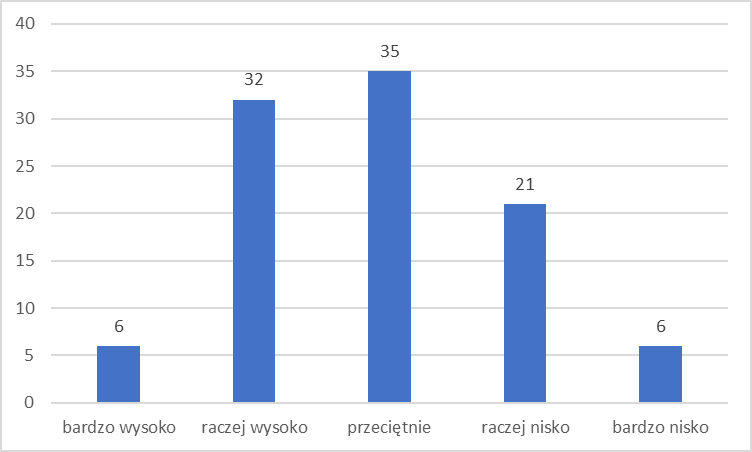 40
35
30
25
20
15
10
5
0
6
32
35
21
6
bardzo wysoko
raczej wysoko
przeciętnie
raczej nisko
bardzo nisko